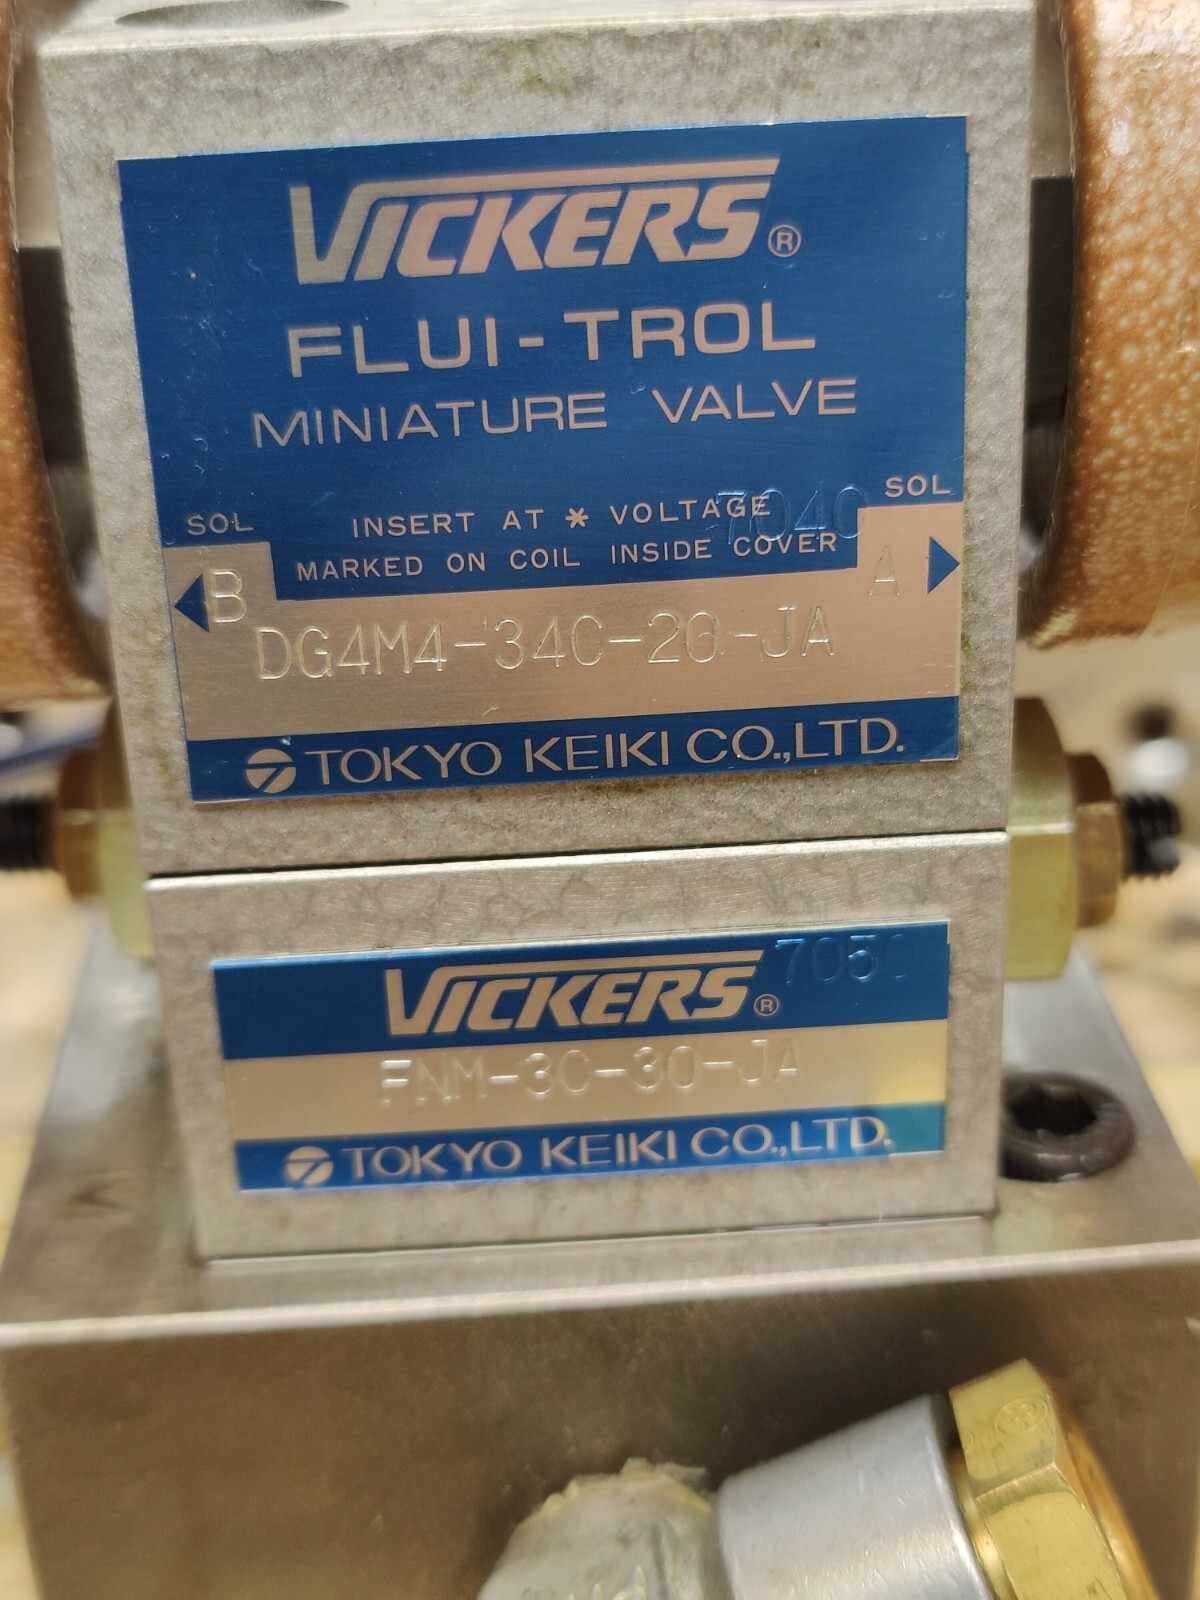 VICKERS®
FLUI-TROL
MINIATURE VALVE
7040
SOL
SOL
INSERT AT * VOLTAGE
MARKED ON COIL INSIDE COVER
B
A
DG4M4-34C-20-JA
TOKYO KEIKI CO.,LTD.
VICKERS®
FNM-3C-30-JA
TOKYO KEIKI CO.,LTD.